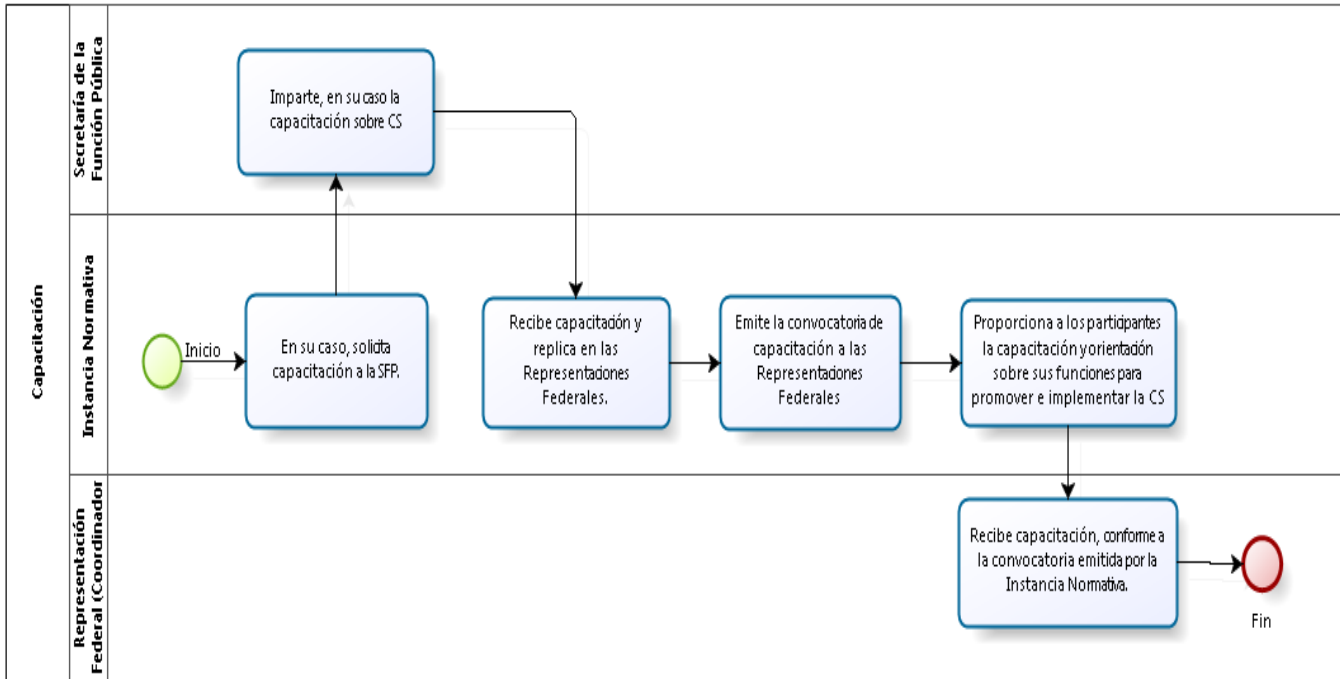 Capacitación
Secretaría de la
Función Pública
Imparte, en su caso la
capacitación sobre CS
Instancia Normativa
Inicio
En su caso, solicita
capacitación a la SFP.
Recibe capacitación y
replica en las
Representaciones
Federales.
Emite la convocatoria de
capacitación a las
Representaciones
Federales
Proporciona a los participantes
la capacitación y orientación
sobre sus funciones para
promover e implementar la CS
Representación
Federal (Coordinador
Recibe capacitación, conforme a
la convocatoria emitida por la
Instancia Normativa.
Fin